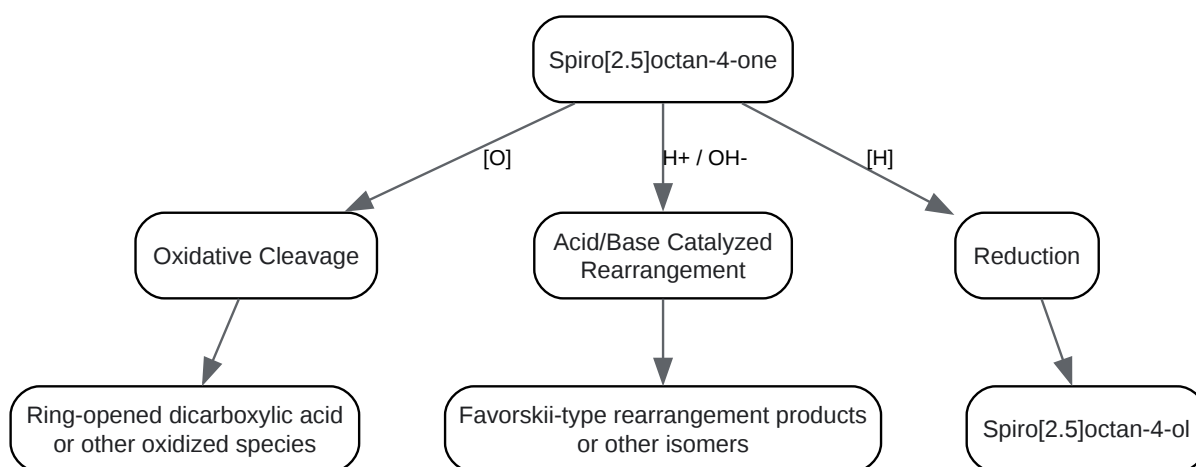 Spiro[2.5]octan-4-one
[O]
H+ / OH-
[H]
Oxidative Cleavage
Acid/Base Catalyzed
Rearrangement
Reduction
Ring-opened dicarboxylic acid
or other oxidized species
Favorskii-type rearrangement products
or other isomers
Spiro[2.5]octan-4-ol